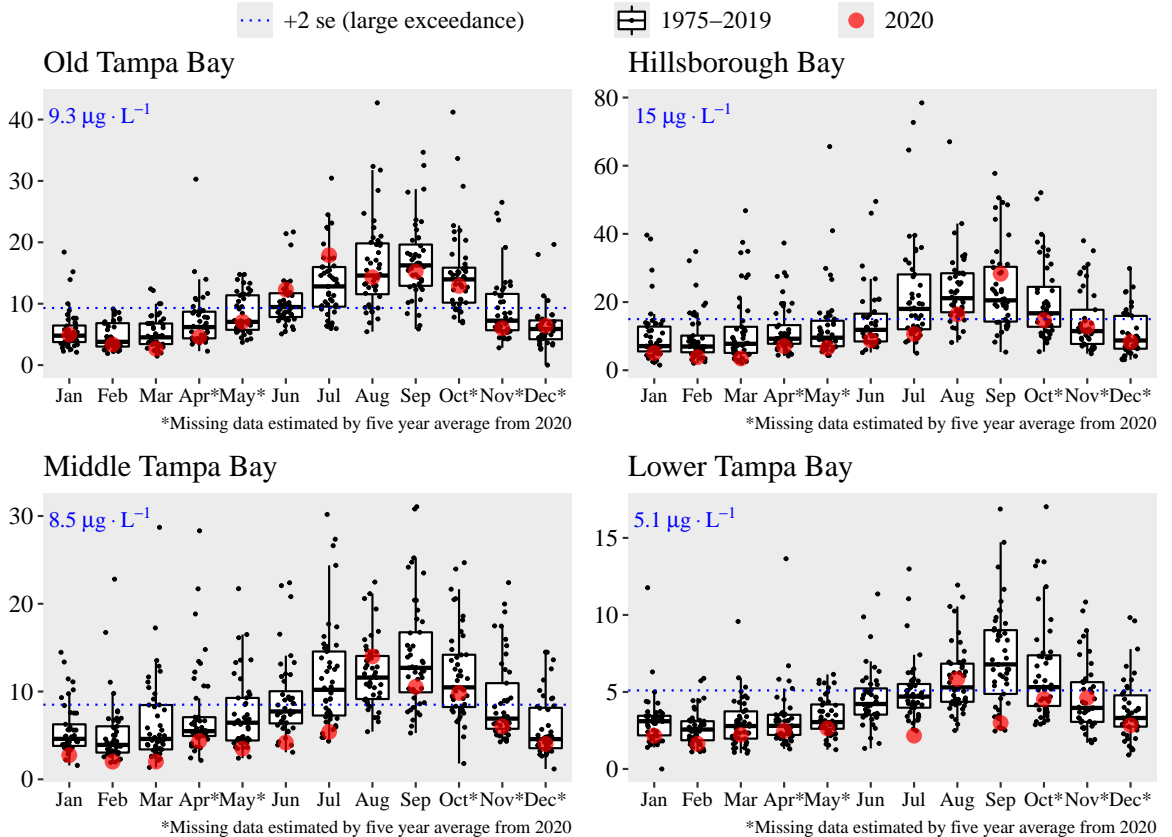 +2 se (large exceedance) 1975−2019 2020
Old Tampa Bay
9.3 µg · L−1
40
30
20
10
0
Jan Feb Mar Apr* May* Jun Jul Aug Sep Oct* Nov* Dec*
*Missing data estimated by five year average from 2020
Hillsborough Bay
15 µg · L−1
80
60
40
20
0
Jan Feb Mar Apr* May* Jun Jul Aug Sep Oct* Nov* Dec*
*Missing data estimated by five year average from 2020
Middle Tampa Bay
8.5 µg · L−1
30
20
10
0
Jan Feb Mar Apr* May* Jun Jul Aug Sep Oct* Nov* Dec*
*Missing data estimated by five year average from 2020
Lower Tampa Bay
5.1 µg · L−1
15
10
5
0
Jan Feb Mar Apr* May* Jun Jul Aug Sep Oct* Nov* Dec*
*Missing data estimated by five year average from 2020